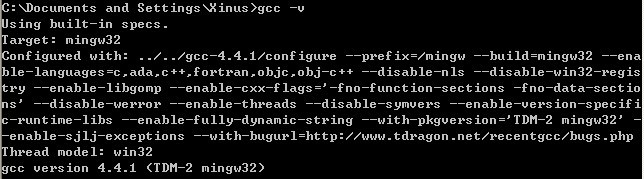 C:\Documents and Settings\Xinus>gcc -v
Using built-in specs.
Target: mingw32
Configured with: ../../gcc-4.4.1/configure --prefix=/mingw --build=mingw32 --ena
ble-languages=c,ada,c++,fortran,objc,obj-c++ --disable-nls --disable-win32-regis
try --enable-libgomp --enable-cxx-flags='-fno-function-sections -fno-data-sectio
ns' --disable-werror --enable-threads --disable-symvers --enable-version-specifi
c-runtime-libs --enable-fully-dynamic-string --with-pkgversion='TDM-2 mingw32' -
-enable-sjlj-exceptions --with-bugurl=http://www.tdragon.net/recentgcc/bugs.php
Thread model: win32
gcc version 4.4.1 (TDM-2 mingw32)